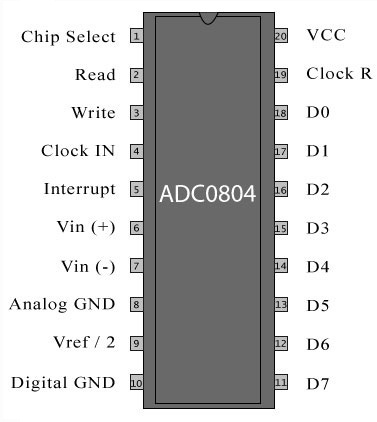 Chip Select 1 20 VCC
Read 2 19 Clock R
Write 3 18 D0
Clock IN 4 17 D1
Interrupt 5 16 D2
ADC0804
Vin (+) 6 15 D3
Vin (-) 7 14 D4
Analog GND 8 13 D5
Vref / 2 9 12 D6
Digital GND 10 11 D7